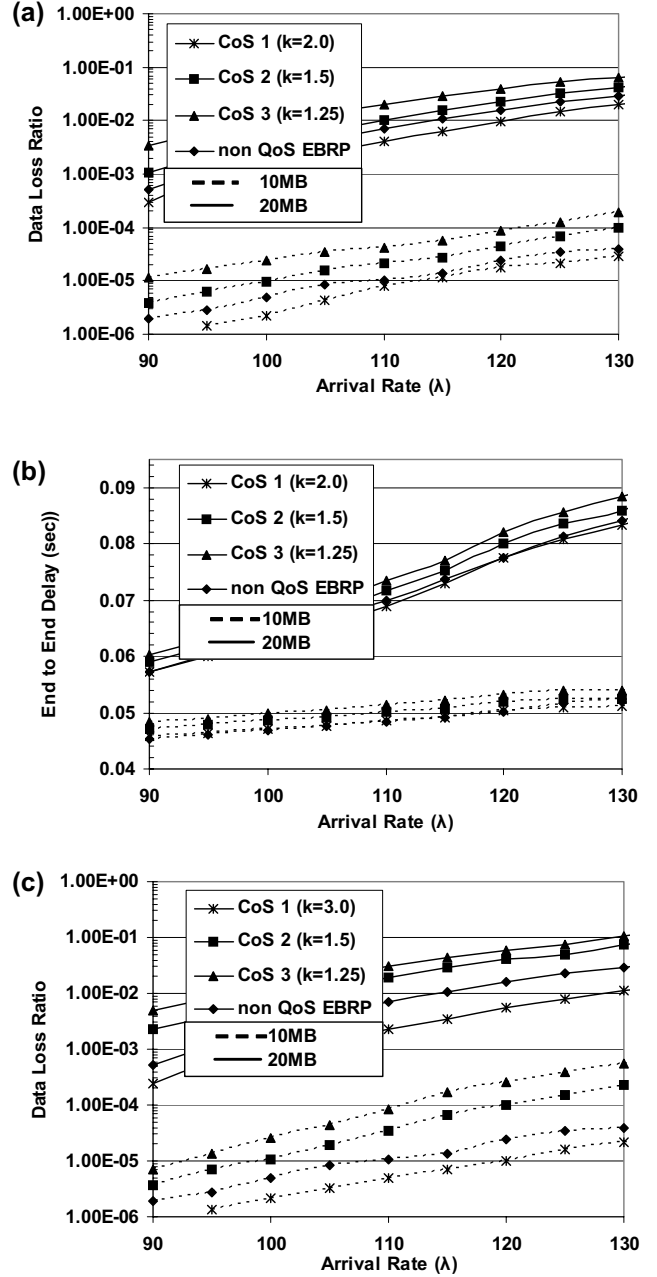 (a)
1.00E+00
1.00E-01
1.00E-02
1.00E-03
1.00E-04
1.00E-05
1.00E-06
Data Loss Ratio
CoS 1 (k=2.0)
CoS 2 (k=1.5)
CoS 3 (k=1.25)
non QoS EBRP
10MB
20MB
90 100 110 120 130
Arrival Rate (λ)
(b)
0.09
0.08
0.07
0.06
0.05
0.04
End to End Delay (sec))
CoS 1 (k=2.0)
CoS 2 (k=1.5)
CoS 3 (k=1.25)
non QoS EBRP
10MB
20MB
90 100 110 120 130
Arrival Rate (λ)
(c)
1.00E+00
1.00E-01
1.00E-02
1.00E-03
1.00E-04
1.00E-05
1.00E-06
Data Loss Ratio
CoS 1 (k=3.0)
CoS 2 (k=1.5)
CoS 3 (k=1.25)
non QoS EBRP
10MB
20MB
90 100 110 120 130
Arrival Rate (λ)